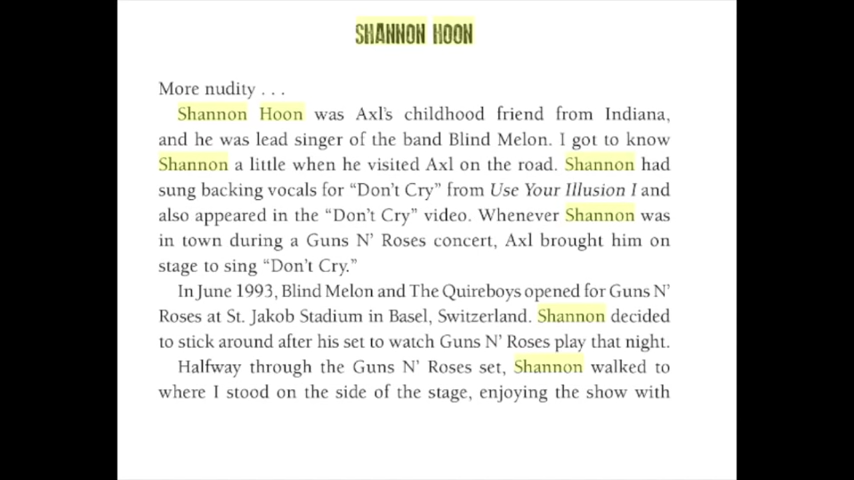 SHANNON HOON
More nudity . . .
Shannon Hoon was Axl's childhood friend from Indiana,
and he was lead singer of the band Blind Melon. I got to know
Shannon a little when he visited Axl on the road. Shannon had
sung backing vocals for “Don't Cry” from Use Your Illusion I and
also appeared in the “Don't Cry” video. Whenever Shannon was
in town during a Guns N' Roses concert, Axl brought him on
stage to sing “Don't Cry.”
In June 1993, Blind Melon and The Quireboys opened for Guns N'
Roses at St. Jakob Stadium in Basel, Switzerland. Shannon decided
to stick around after his set to watch Guns N' Roses play that night.
Halfway through the Guns N' Roses set, Shannon walked to
where I stood on the side of the stage, enjoying the show with